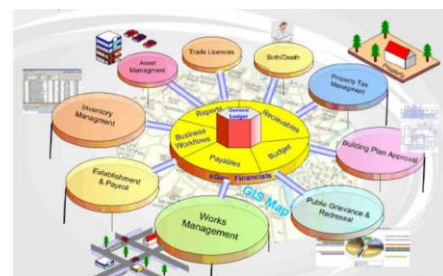 Trade Licences
Birth/Death
Asset
Managment
Property Tax
Managment
Property
Inventory
Managment
Reports
General
Ledger
Receivables
Business
Workflows
Payables
Budget
Building Plan Approval
Establishment
& Payroll
eGov Financials
GIS Map
Public Grievance &
Redressal
Works
Management